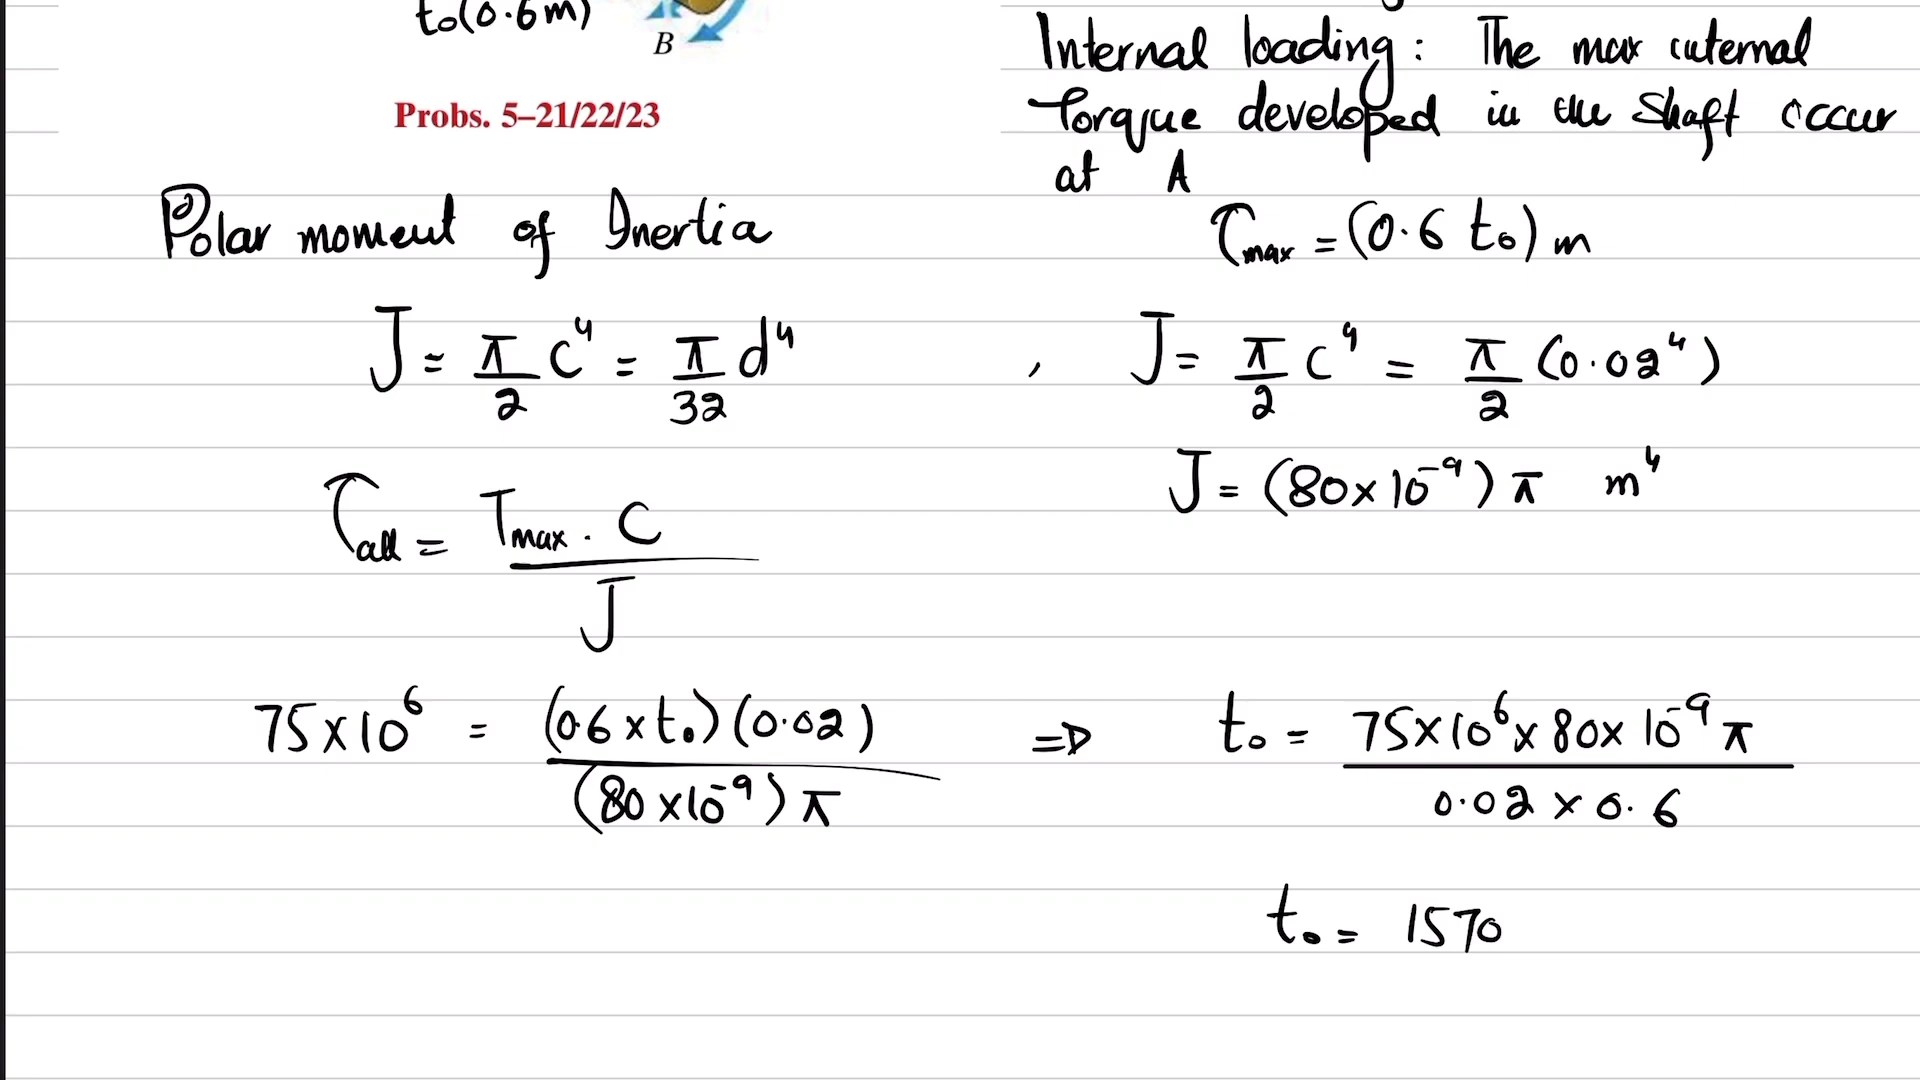 t₀(0.6m)
B
Probs. 5–21/22/23
Internal loading : The max internal
Torque developed in the Shaft occur
at A
τmax = (0.6 t₀) m
Polar moment of Inertia
J = π/2 c⁴ = π/32 d⁴
, J = π/2 c⁴ = π/2 (0.02⁴)
J = (80×10⁻⁹) π m⁴
τall = Tmax . C / J
75×10⁶ = (0.6 × t₀)(0.02) / (80×10⁻⁹) π
⇒ t₀ = 75×10⁶ × 80× 10⁻⁹ π / 0.02 × 0.6
t₀ = 1570